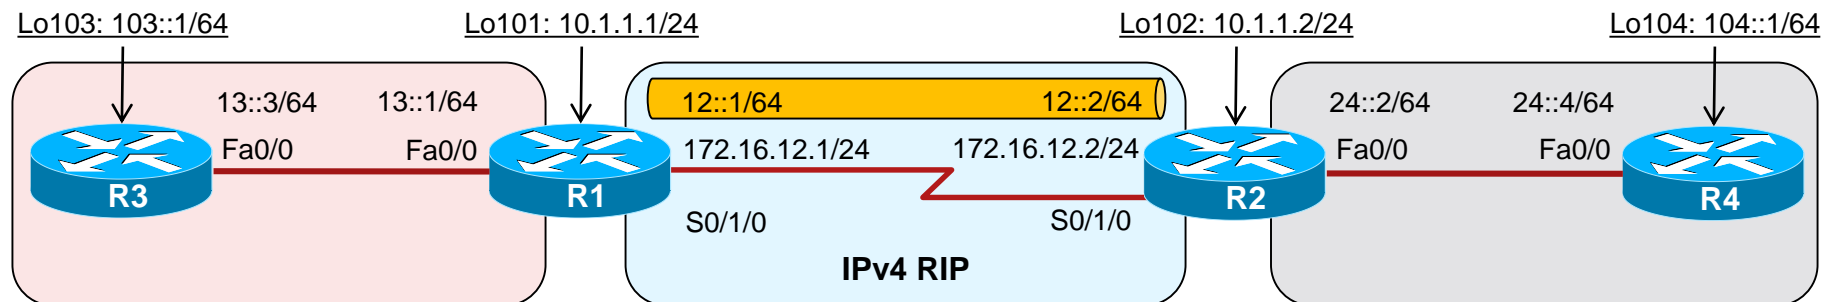 Lo103: 103::1/64 Lo101: 10.1.1.1/24 Lo102: 10.1.1.2/24 Lo104: 104::1/64
13::3/64 13::1/64 12::1/64 12::2/64 24::2/64 24::4/64
Fa0/0 Fa0/0 172.16.12.1/24 172.16.12.2/24 Fa0/0 Fa0/0
R3 R1 R2 R4
S0/1/0 S0/1/0
IPv4 RIP